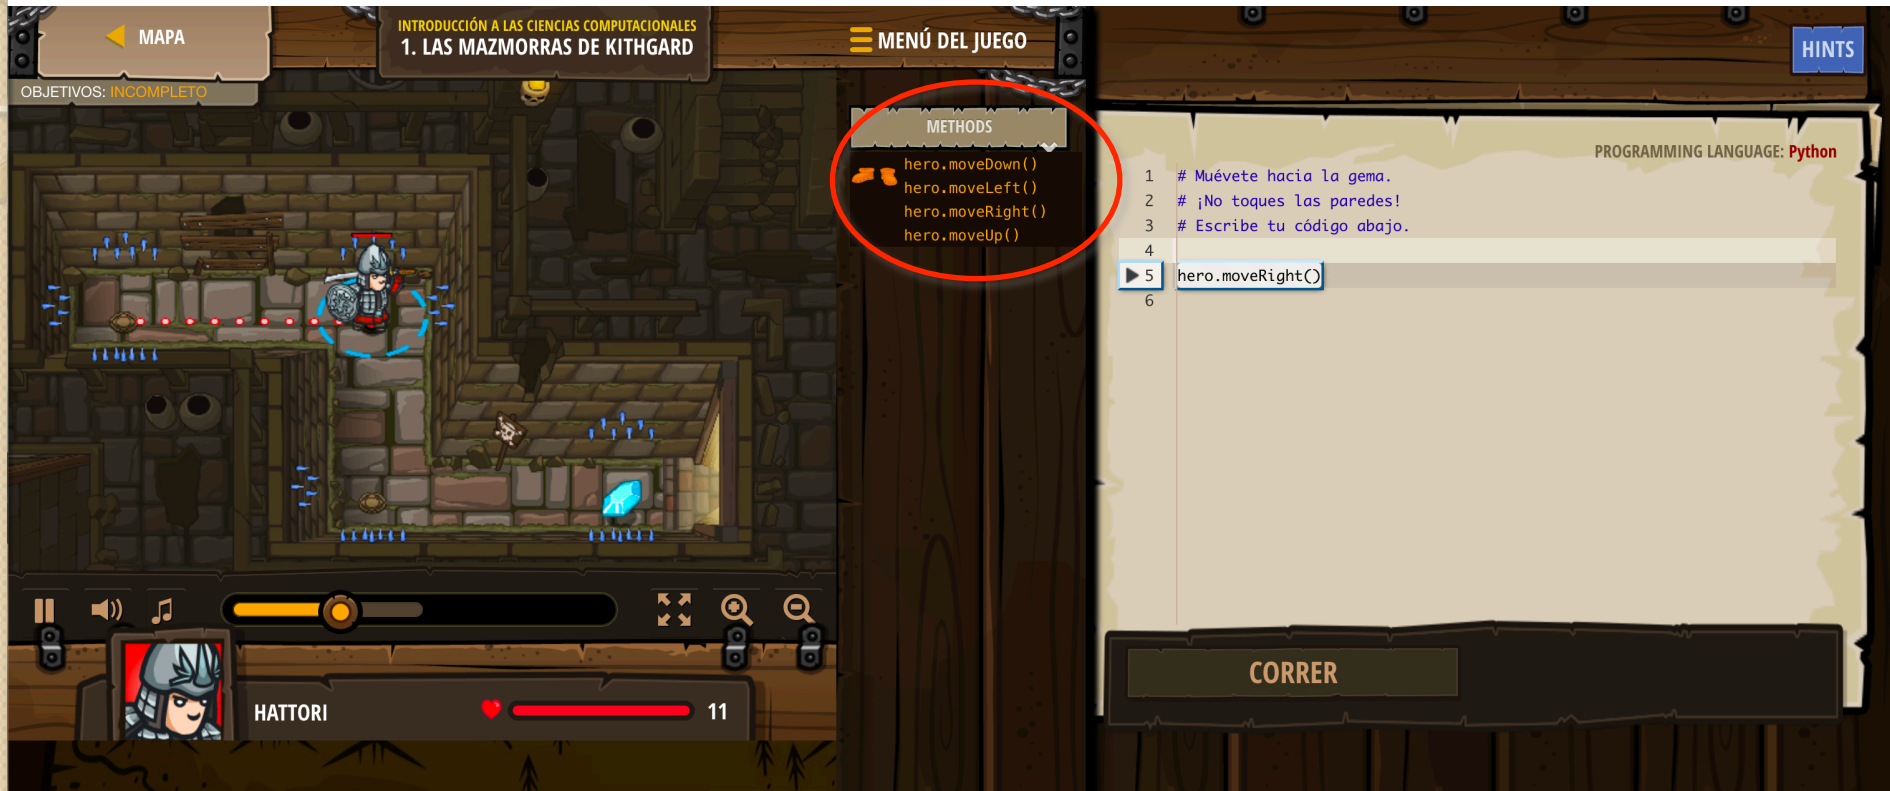 MAPA
INTRODUCCIÓN A LAS CIENCIAS COMPUTACIONALES
1. LAS MAZMORRAS DE KITHGARD
MENÚ DEL JUEGO
HINTS
OBJETIVOS: INCOMPLETO
METHODS
hero.moveDown()
hero.moveLeft()
hero.moveRight()
hero.moveUp()
PROGRAMMING LANGUAGE: Python
1 # Muévete hacia la gema.
2 # ¡No toques las paredes!
3 # Escribe tu código abajo.
4
5 hero.moveRight()
6
CORRER
HATTORI
11